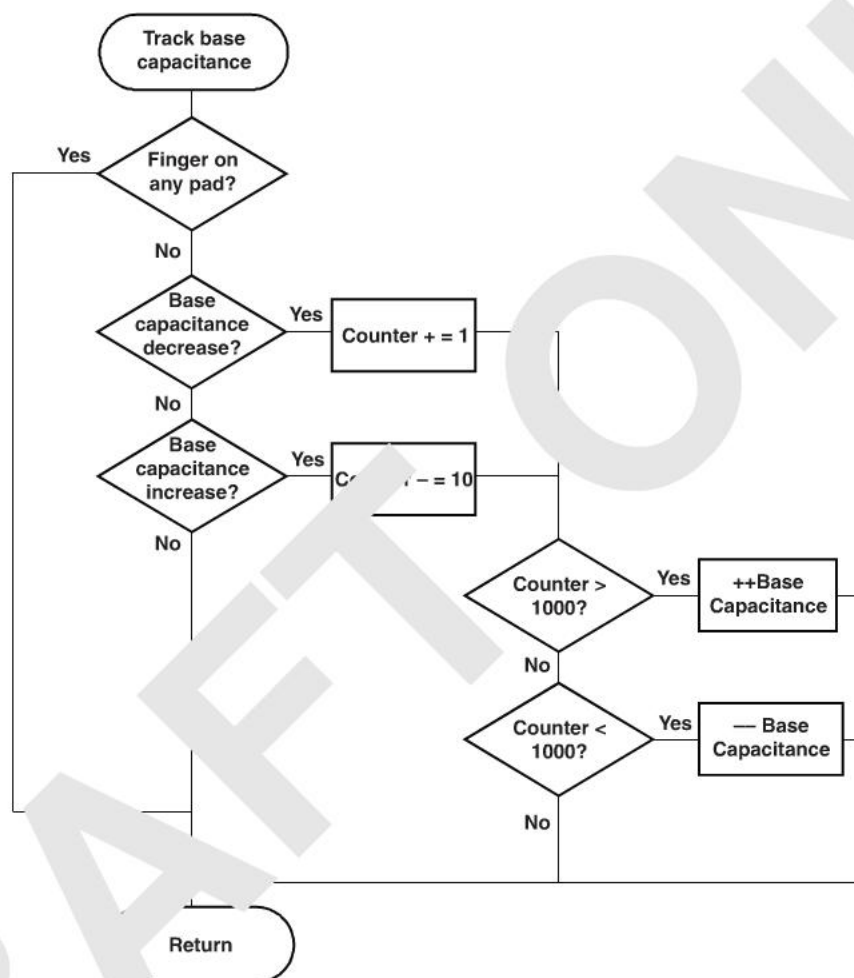 Track base
capacitance
Yes
Finger on
any pad?
No
Base
capacitance
decrease?
Yes
Counter + = 1
No
Base
capacitance
increase?
Yes
– = 10
No
Counter >
1000?
Yes
++Base
Capacitance
No
Counter <
1000?
Yes
— Base
Capacitance
No
Return